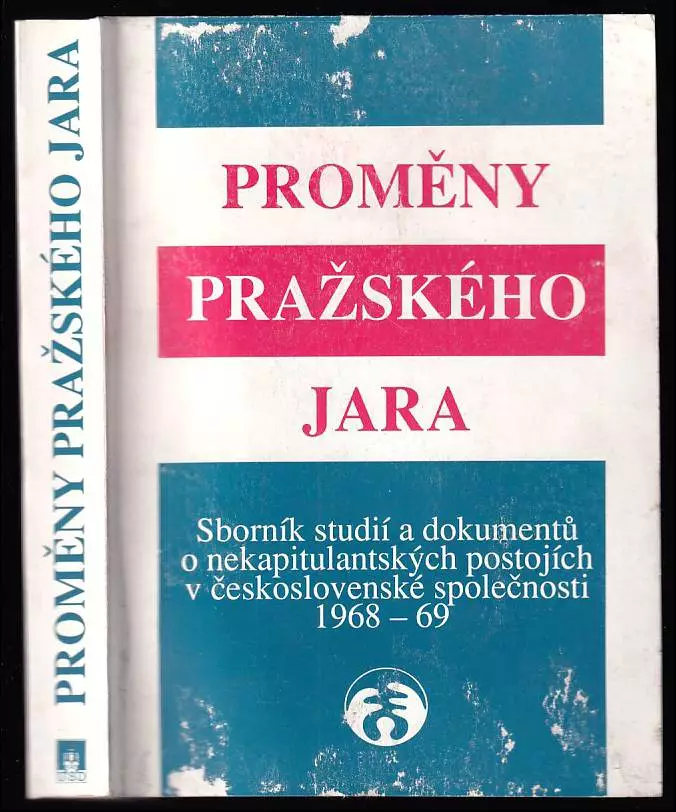 PROMĚNY PRAŽSKÉHO JARA
PROMĚNY
PRAŽSKÉHO
JARA
Sborník studií a dokumentů
o nekapitulantských postojích
v československé společnosti
1968 – 69